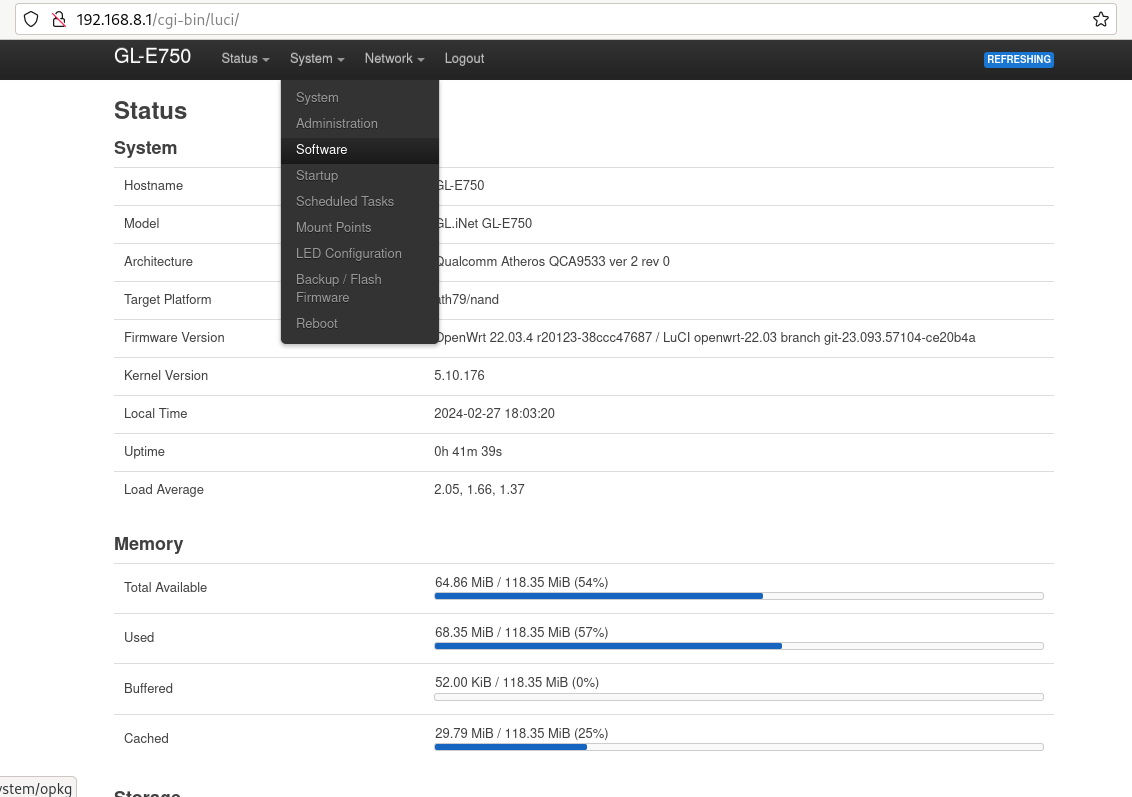 192.168.8.1/cgi-bin/luci/
GL-E750 Status System Network Logout REFRESHING
System
Administration
Software
Startup
Scheduled Tasks
Mount Points
LED Configuration
Backup / Flash
Firmware
Reboot
Status
System
Hostname GL-E750
Model GL.iNet GL-E750
Architecture Qualcomm Atheros QCA9533 ver 2 rev 0
Target Platform ath79/nand
Firmware Version OpenWrt 22.03.4 r20123-38ccc47687 / LuCI openwrt-22.03 branch git-23.093.57104-ce20b4a
Kernel Version 5.10.176
Local Time 2024-02-27 18:03:20
Uptime 0h 41m 39s
Load Average 2.05, 1.66, 1.37
Memory
Total Available 64.86 MiB / 118.35 MiB (54%)
Used 68.35 MiB / 118.35 MiB (57%)
Buffered 52.00 KiB / 118.35 MiB (0%)
Cached 29.79 MiB / 118.35 MiB (25%)
ystem/opkg
Storage